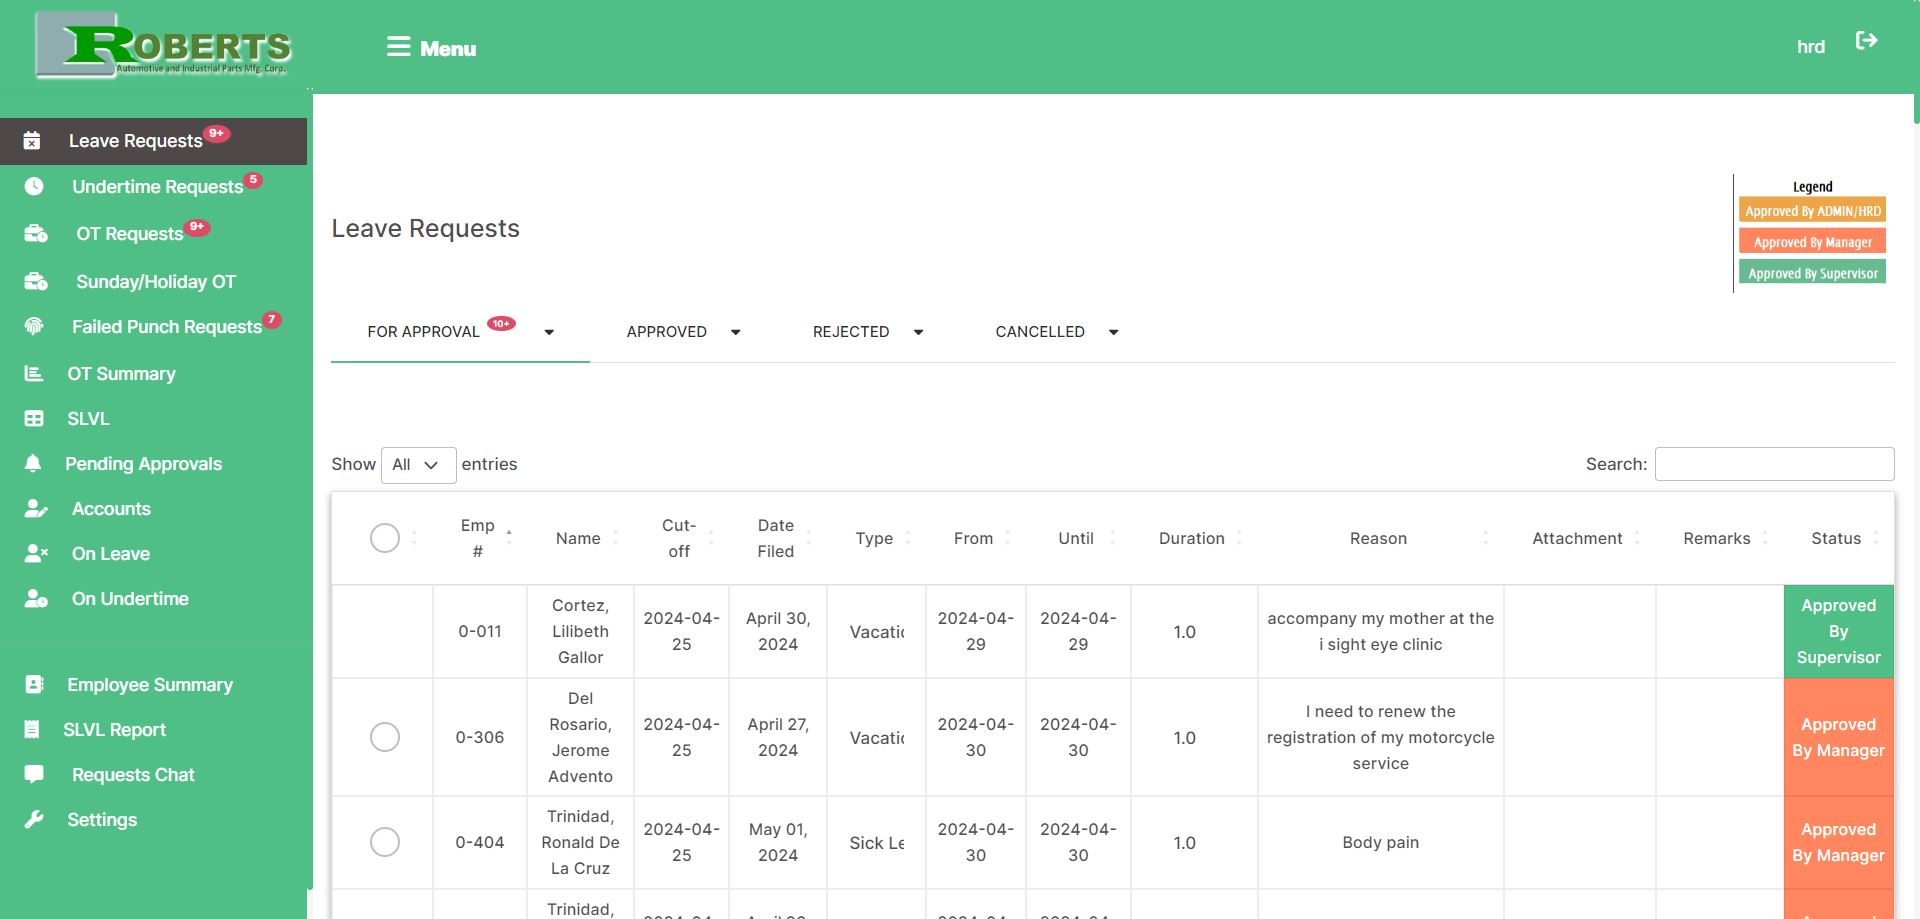 ROBERTS
Automotive and Industrial Parts Mfg. Corp.
Menu
hrd
Leave Requests 9+
Undertime Requests 5
OT Requests 9+
Sunday/Holiday OT
Failed Punch Requests 7
OT Summary
SLVL
Pending Approvals
Accounts
On Leave
On Undertime
Employee Summary
SLVL Report
Requests Chat
Settings
Legend
Approved By ADMIN/HRD
Approved By Manager
Approved By Supervisor
Leave Requests
FOR APPROVAL 10+ APPROVED REJECTED CANCELLED
Show All entries
Search:
Emp # Name Cut-off Date Filed Type From Until Duration Reason Attachment Remarks Status
0-011 Cortez, Lilibeth Gallor 2024-04-25 April 30, 2024 Vacatic 2024-04-29 2024-04-29 1.0 accompany my mother at the i sight eye clinic Approved By Supervisor
0-306 Del Rosario, Jerome Advento 2024-04-25 April 27, 2024 Vacatic 2024-04-30 2024-04-30 1.0 I need to renew the registration of my motorcycle service Approved By Manager
0-404 Trinidad, Ronald De La Cruz 2024-04-25 May 01, 2024 Sick Le 2024-04-30 2024-04-30 1.0 Body pain Approved By Manager
Trinidad,